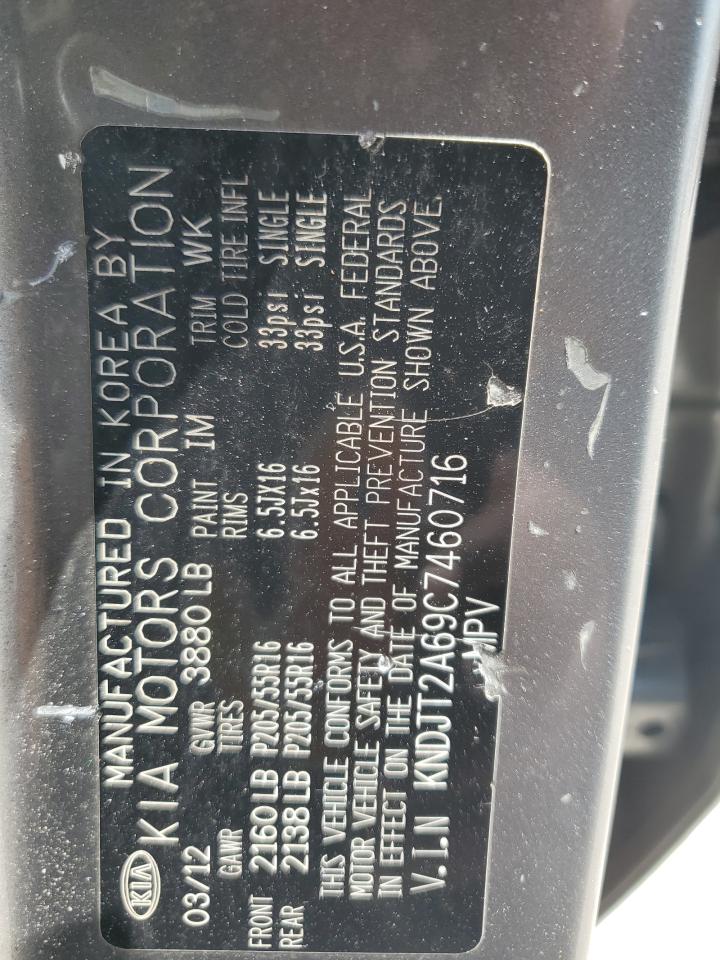 KIA
MANUFACTURED IN KOREA BY
KIA MOTORS CORPORATION
03/12 GVWR 3880 LB PAINT IM TRIM WK
GAWR TIRES RIMS COLD TIRE INFL
FRONT 2160 LB P205/55R16 6.5Jx16 33psi SINGLE
REAR 2138 LB P205/55R16 6.5Jx16 33psi SINGLE
THIS VEHICLE CONFORMS TO ALL APPLICABLE U.S.A. FEDERAL
MOTOR VEHICLE SAFETY AND THEFT PREVENTION STANDARDS
IN EFFECT ON THE DATE OF MANUFACTURE SHOWN ABOVE.
V.I.N KNDJT2A69C7460716
MPV